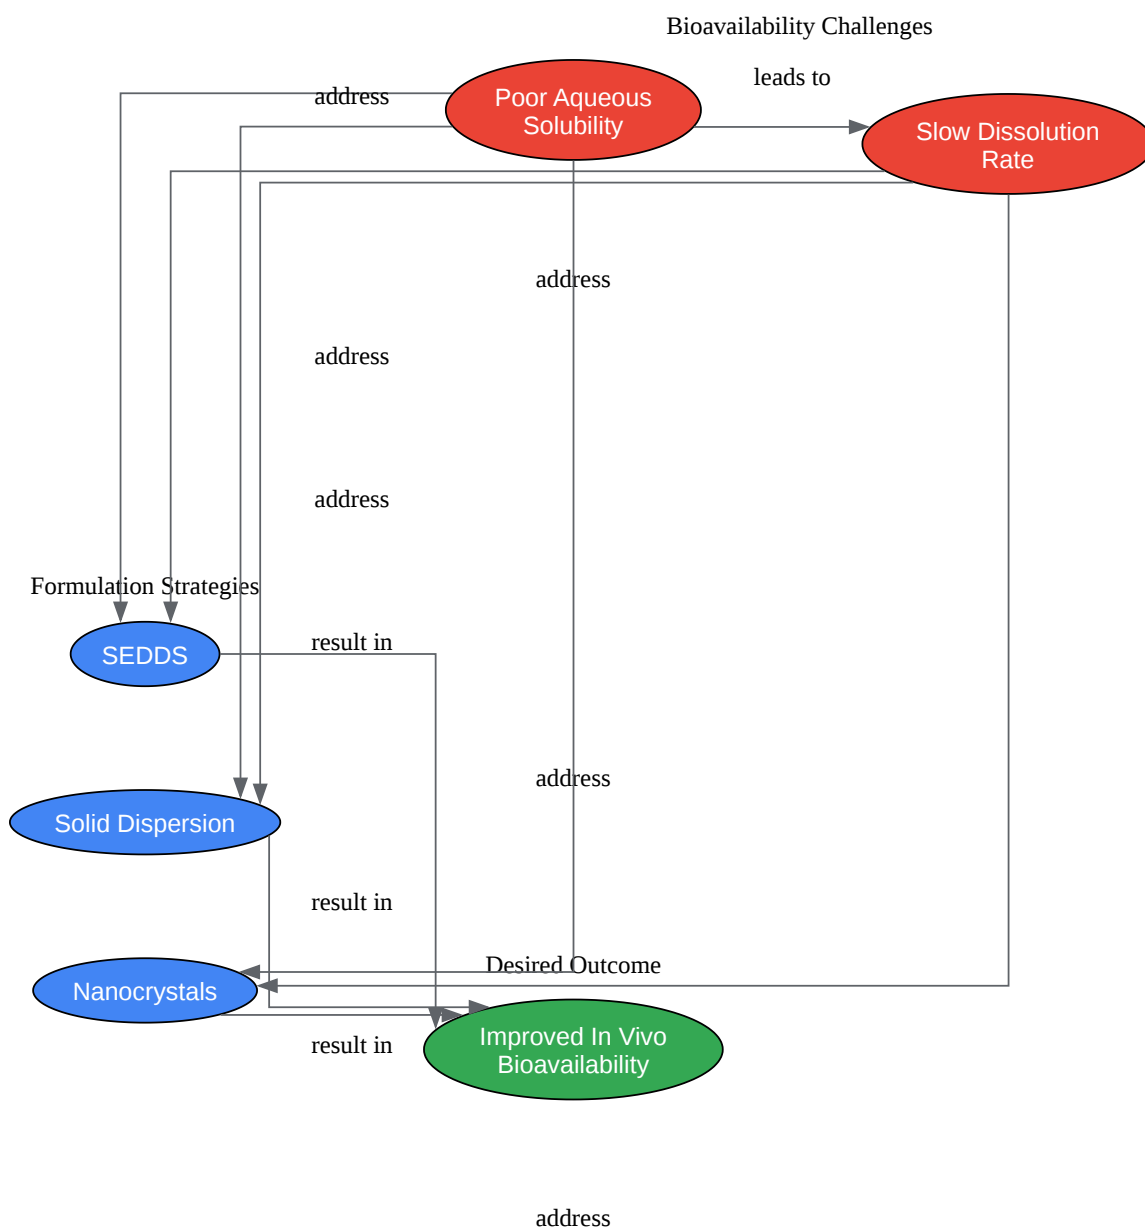 Bioavailability Challenges
leads to
address
Poor Aqueous
Solubility
Slow Dissolution
Rate
address
address
address
Formulation Strategies
result in
SEDDS
address
Solid Dispersion
result in
Desired Outcome
Nanocrystals
result in
Improved In Vivo
Bioavailability
address